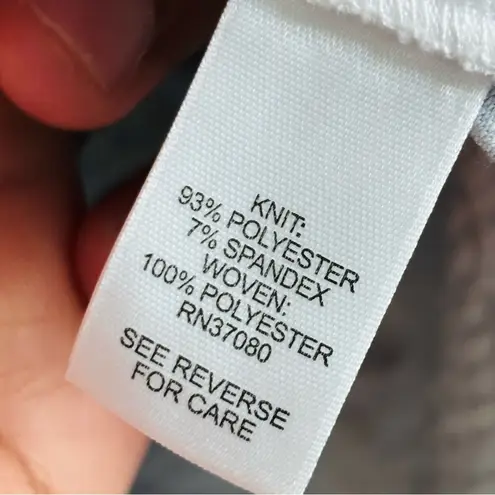 KNIT:
93% POLYESTER
7% SPANDEX
WOVEN:
100% POLYESTER
RN37080
SEE REVERSE
FOR CARE